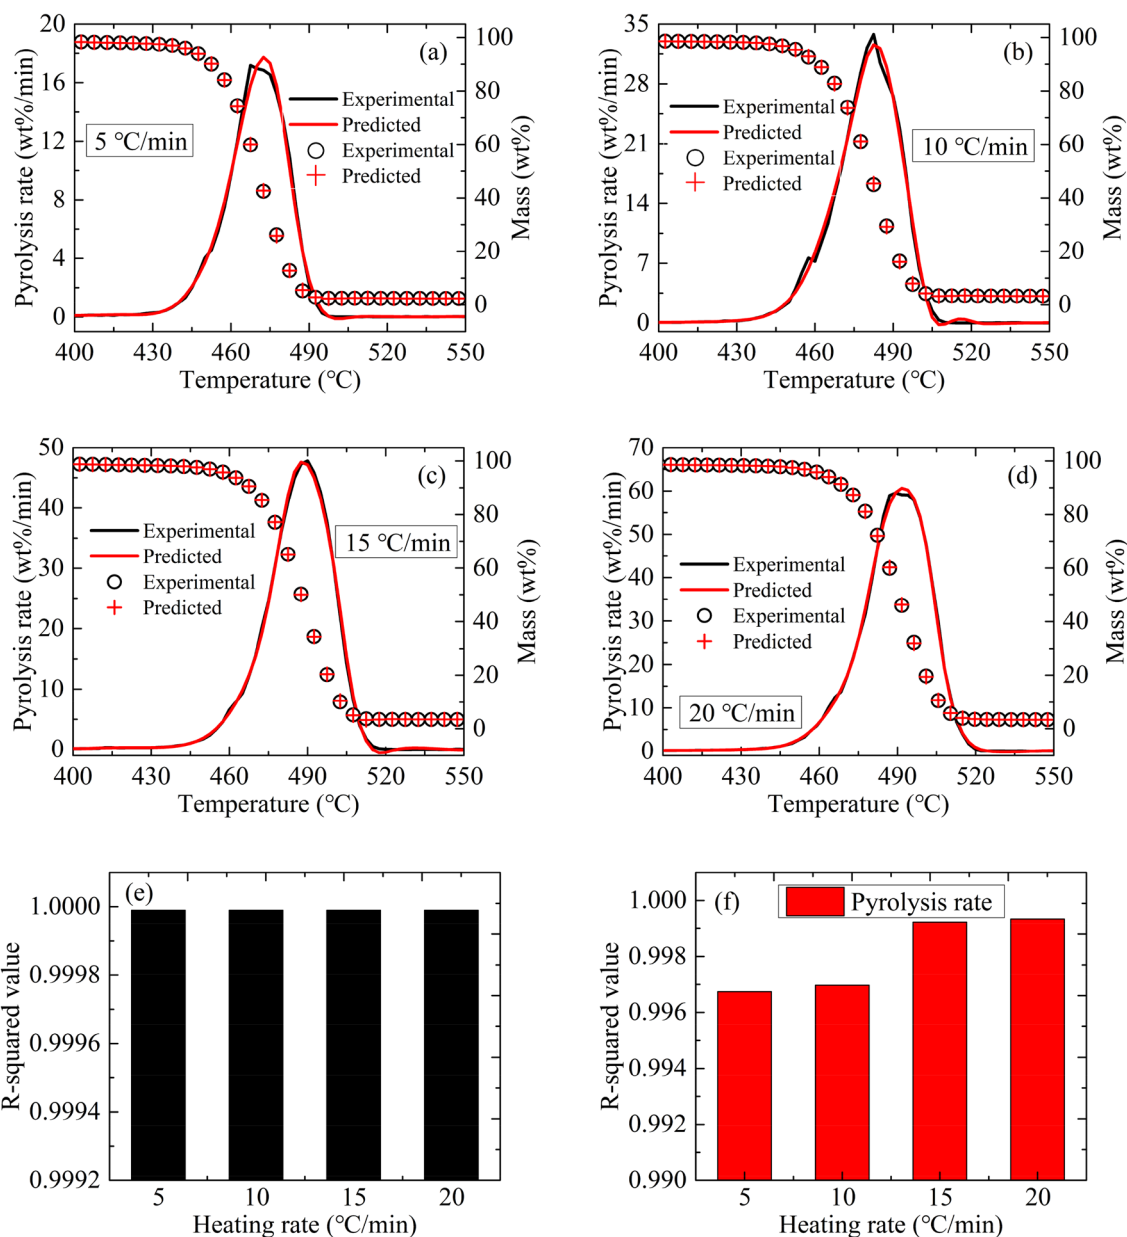 (a)
Pyrolysis rate (wt%/min)
20
16
12
8
4
0
Experimental
Predicted
Experimental
Predicted
5 ℃/min
100
80
60
40
20
0
Mass (wt%)
400 430 460 490 520 550
Temperature (℃)
(b)
Pyrolysis rate (wt%/min)
35
28
21
14
7
0
Experimental
Predicted
Experimental
Predicted
10 ℃/min
100
80
60
40
20
0
Mass (wt%)
400 430 460 490 520 550
Temperature (℃)
(c)
Pyrolysis rate (wt%/min)
50
40
30
20
10
0
Experimental
Predicted
Experimental
Predicted
15 ℃/min
100
80
60
40
20
0
Mass (wt%)
400 430 460 490 520 550
Temperature (℃)
(d)
Pyrolysis rate (wt%/min)
70
60
50
40
30
20
10
0
Experimental
Predicted
Experimental
Predicted
20 ℃/min
100
80
60
40
20
0
Mass (wt%)
400 430 460 490 520 550
Temperature (℃)
(e)
R-squared value
1.0000
0.9998
0.9996
0.9994
0.9992
5 10 15 20
Heating rate (℃/min)
(f)
Pyrolysis rate
R-squared value
1.000
0.998
0.996
0.994
0.992
0.990
5 10 15 20
Heating rate (℃/min)